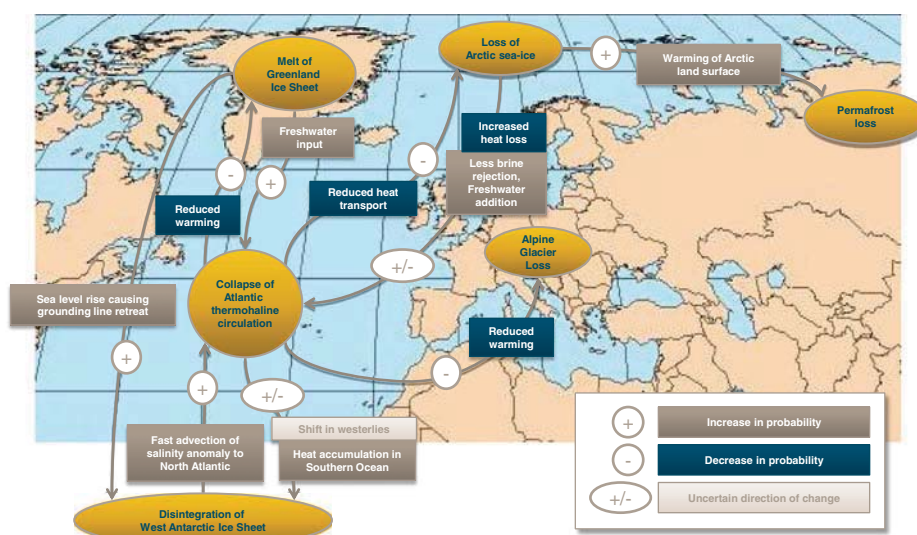 Melt of
Greenland
Ice Sheet
Loss of
Arctic sea-ice
+
Warming of Arctic
land surface
Permafrost
loss
Freshwater
input
Increased
heat loss
-
+
-
Less brine
rejection,
Freshwater
addition
Reduced
warming
Reduced heat
transport
+/-
Alpine
Glacier
Loss
Collapse of
Atlantic
thermohaline
circulation
Sea level rise causing
grounding line retreat
Reduced
warming
+
+
+/-
-
Shift in westerlies
Fast advection of
salinity anomaly to
North Atlantic
Heat accumulation in
Southern Ocean
Disintegration of
West Antarctic Ice Sheet
+ Increase in probability
- Decrease in probability
+/- Uncertain direction of change